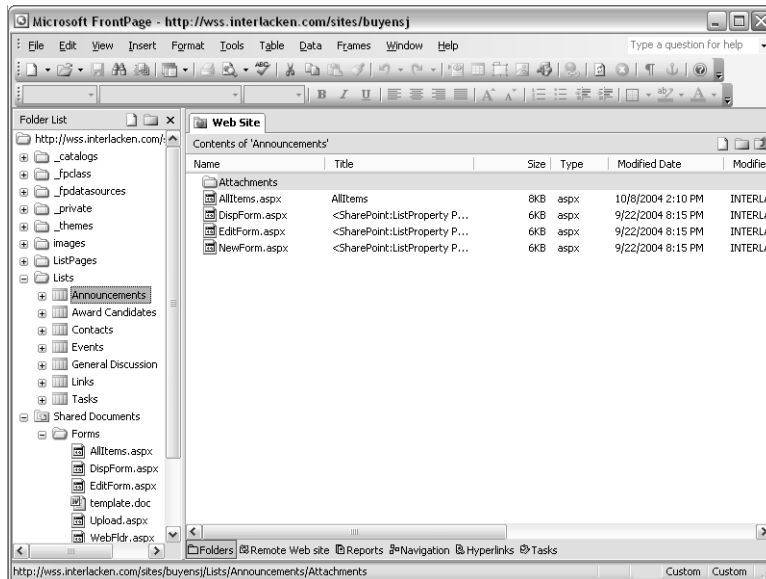 Microsoft FrontPage - http://wss.interlacken.com/sites/buyensj
File Edit View Insert Format Tools Table Data Frames Window Help
Type a question for help
B I U
Folder List
Web Site
http://wss.interlacken.com/
Contents of 'Announcements'
_catalogs
_fpclass
_fpdatasources
_private
_themes
images
ListPages
Lists
Announcements
Award Candidates
Contacts
Events
General Discussion
Links
Tasks
Shared Documents
Forms
AllItems.aspx
DispForm.aspx
EditForm.aspx
template.doc
Upload.aspx
WebFldr.aspx
Name Title Size Type Modified Date Modifie
Attachments
AllItems.aspx AllItems 8KB aspx 10/8/2004 2:10 PM INTERL
DispForm.aspx <SharePoint:ListProperty P... 6KB aspx 9/22/2004 8:15 PM INTERL
EditForm.aspx <SharePoint:ListProperty P... 6KB aspx 9/22/2004 8:15 PM INTERL
NewForm.aspx <SharePoint:ListProperty P... 6KB aspx 9/22/2004 8:15 PM INTERL
Folders Remote Web site Reports Navigation Hyperlinks Tasks
http://wss.interlacken.com/sites/buyensj/Lists/Announcements/Attachments
Custom Custom